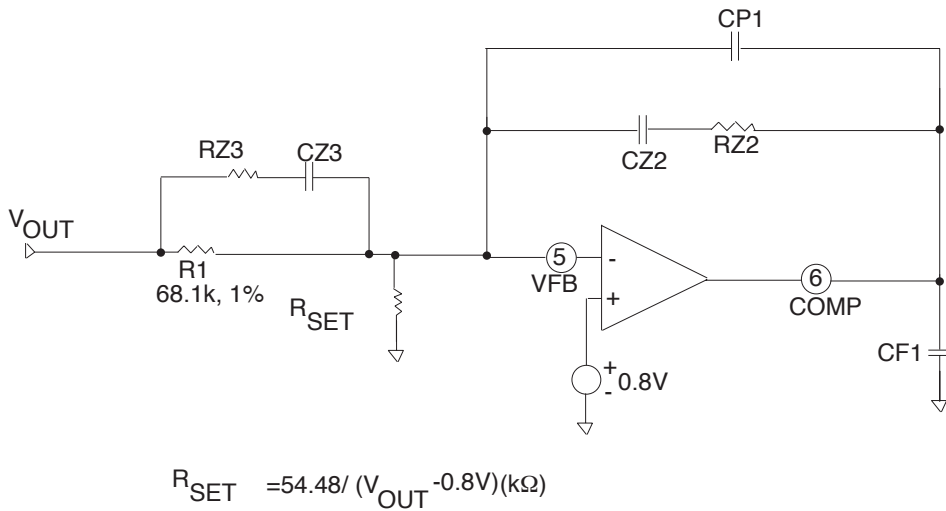 CP1
CZ2
RZ2
RZ3
CZ3
VOUT
R1
68.1k, 1%
RSET
5
VFB
-
+
6
COMP
CF1
+
-
0.8V
RSET =54.48/ (VOUT -0.8V)(kΩ)